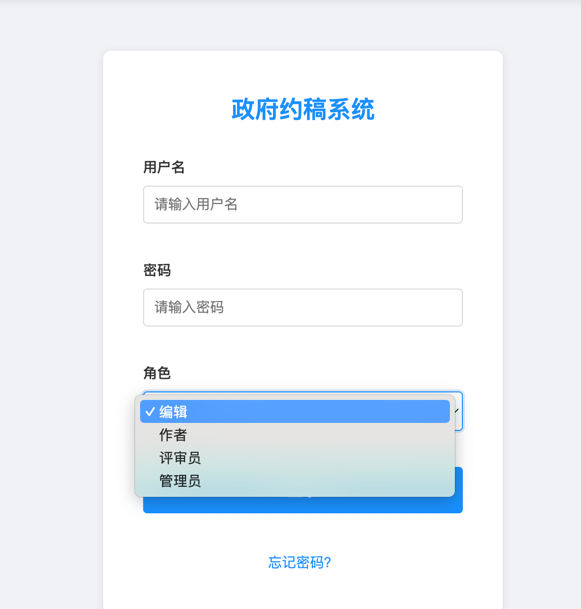 政府约稿系统
用户名
请输入用户名
密码
请输入密码
角色
✓ 编辑
作者
评审员
管理员
忘记密码?